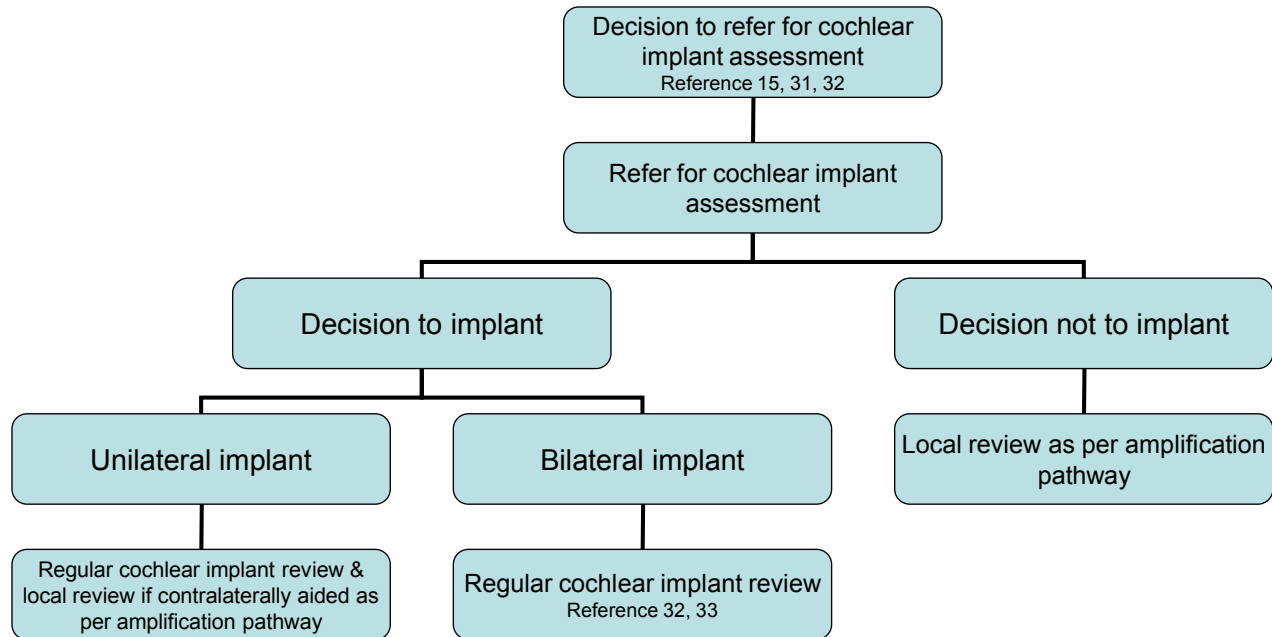 Decision to refer for cochlear
implant assessment
Reference 15, 31, 32
Refer for cochlear implant
assessment
Decision to implant
Decision not to implant
Unilateral implant
Bilateral implant
Local review as per amplification
pathway
Regular cochlear implant review &
local review if contralaterally aided as
per amplification pathway
Regular cochlear implant review
Reference 32, 33